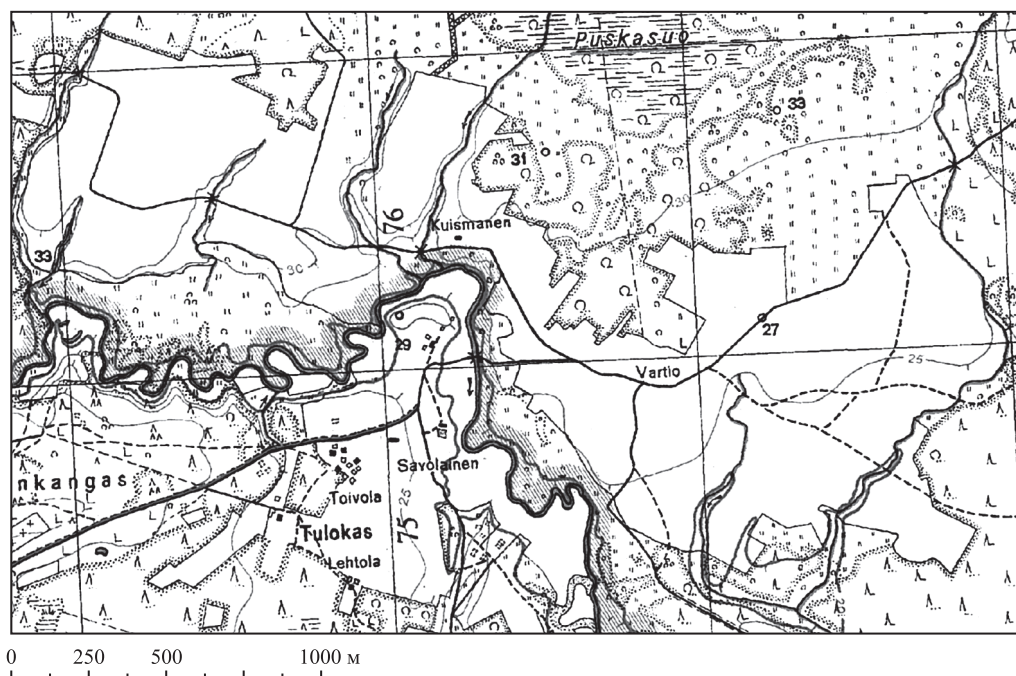 Puskasuo
33
31
76
Kuismanen
30
33
30
29
27
25
Vartio
Savolainen
nkangas
Toivola
25
75
Tulokas
Lehtola
0 250 500 1000 м